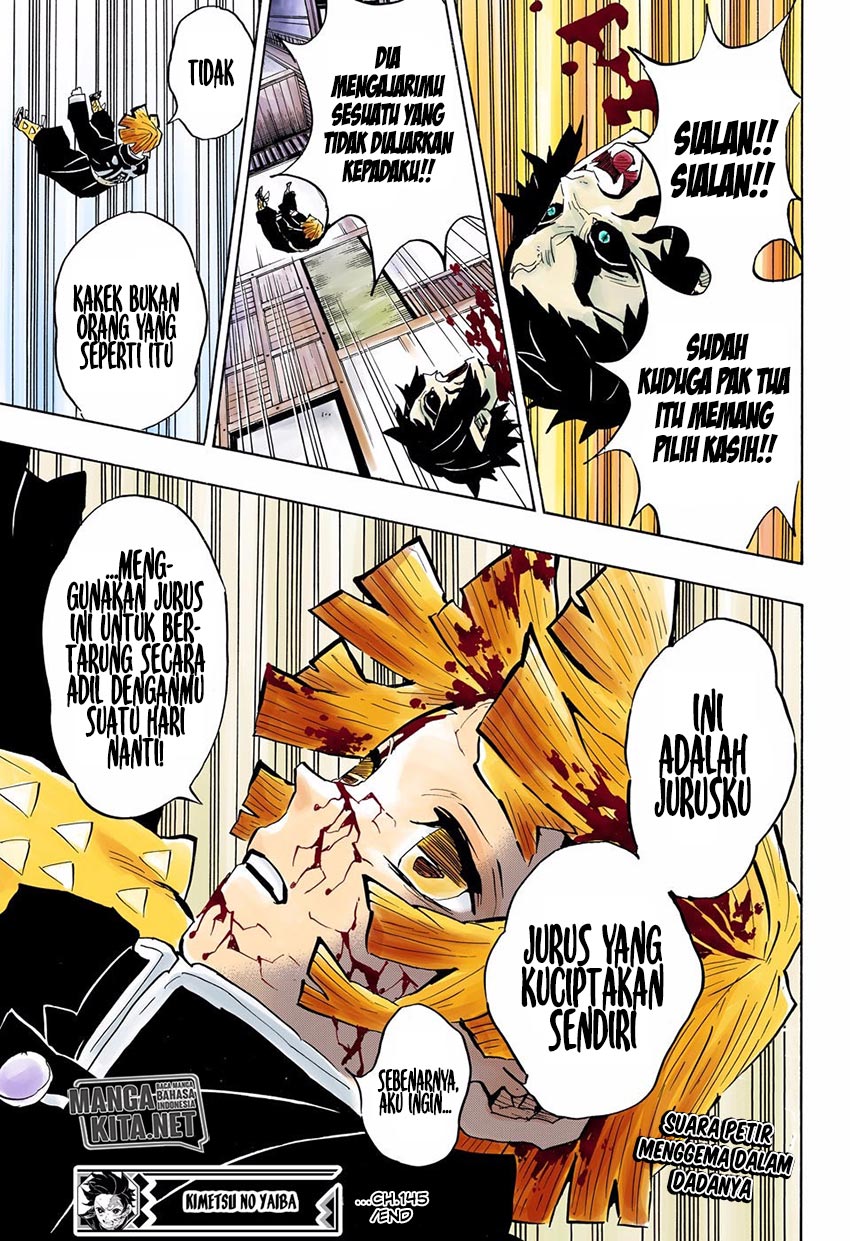 SIALAN!!
SIALAN!!
SUDAH
KUDUGA PAK TUA
ITU MEMANG
PILIH KASIH!!
DIA
MENGAJARIMU
SESUATU YANG
TIDAK DIAJARKAN
KEPADAKU!!
TIDAK
KAKEK BUKAN
ORANG YANG
SEPERTI ITU
INI
ADALAH
JURUSKU
JURUS YANG
KUCIPTAKAN
SENDIRI
SEBENARNYA,
AKU INGIN...
...MENG-
GUNAKAN JURUS
INI UNTUK BER-
TARUNG SECARA
ADIL DENGANMU
SUATU HARI
NANTI!
SUARA PETIR
MENGGEMA DALAM
DADANYA
MANGA
KITA.NET
BACA MANGA
BAHASA
INDONESIA
KIMETSU NO YAIBA
...CH.145
/END